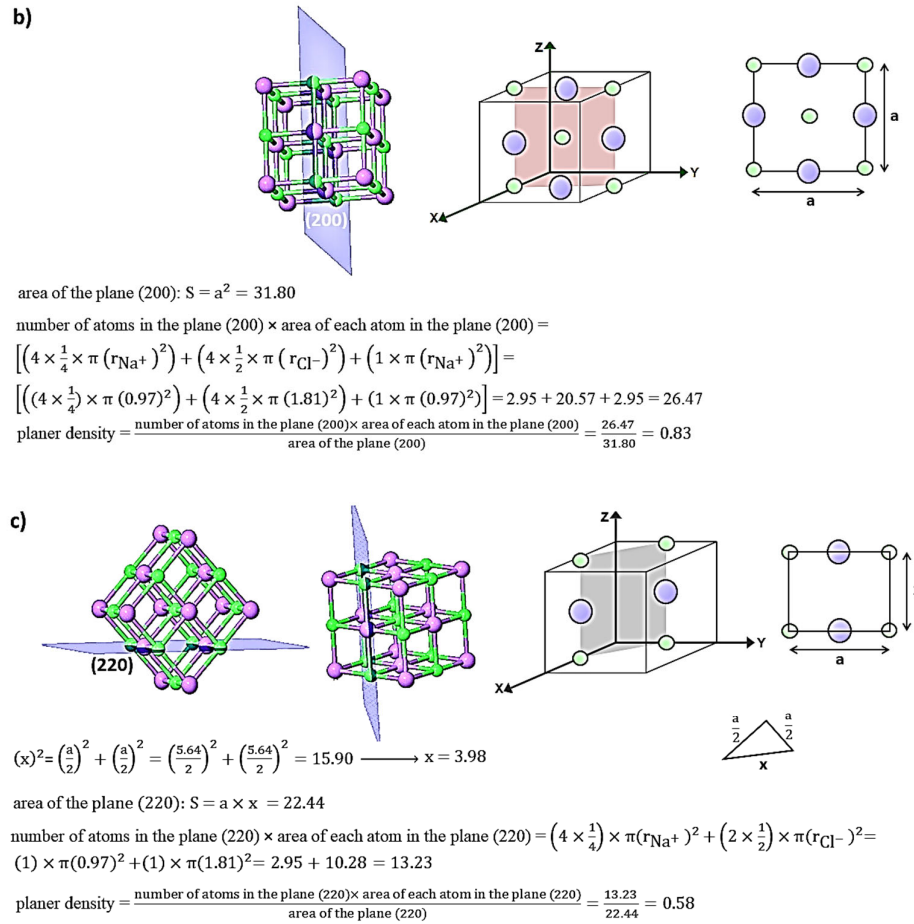 b)
Z
Y
X
(200)
a
a
area of the plane (200): S = a² = 31.80
number of atoms in the plane (200) × area of each atom in the plane (200) =
[(4 × 1/4 × π (r_Na⁺)²) + (4 × 1/2 × π (r_Cl⁻)²) + (1 × π (r_Na⁺)²)] =
[((4 × 1/4) × π (0.97)²) + (4 × 1/2 × π (1.81)²) + (1 × π (0.97)²)] = 2.95 + 20.57 + 2.95 = 26.47
planer density = number of atoms in the plane (200)× area of each atom in the plane (200) / area of the plane (200) = 26.47/31.80 = 0.83
c)
Z
Y
X
(220)
a
a/2
a/2
x
(x)²= (a/2)² + (a/2)² = (5.64/2)² + (5.64/2)² = 15.90 ⟶ x = 3.98
area of the plane (220): S = a × x = 22.44
number of atoms in the plane (220) × area of each atom in the plane (220) = (4 × 1/4) × π(r_Na⁺)² + (2 × 1/2) × π(r_Cl⁻)²=
(1) × π(0.97)² +(1) × π(1.81)²= 2.95 + 10.28 = 13.23
planer density = number of atoms in the plane (220)× area of each atom in the plane (220) / area of the plane (220) = 13.23/22.44 = 0.58